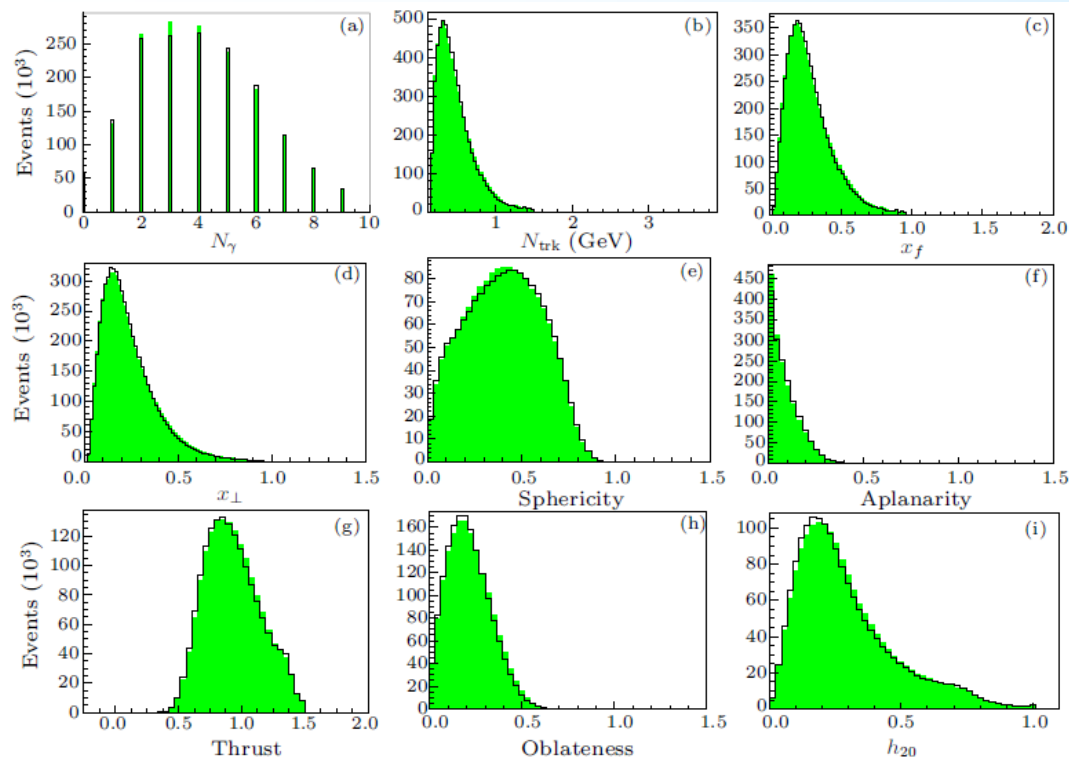 (a)
Events (10³)
250
200
150
100
50
0
0 2 4 6 8 10
N_γ
(b)
500
400
300
200
100
0
1 2 3
N_trk (GeV)
(c)
350
300
250
200
150
100
50
0
0.0 0.5 1.0 1.5 2.0
x_f
(d)
Events (10³)
300
250
200
150
100
50
0
0.0 0.5 1.0 1.5
x_⊥
(e)
80
70
60
50
40
30
20
10
0
0.0 0.5 1.0 1.5
Sphericity
(f)
450
400
350
300
250
200
150
100
50
0
0.0 0.5 1.0 1.5
Aplanarity
(g)
Events (10³)
120
100
80
60
40
20
0
0.0 0.5 1.0 1.5 2.0
Thrust
(h)
160
140
120
100
80
60
40
20
0
0.0 0.5 1.0 1.5
Oblateness
(i)
100
80
60
40
20
0
0.0 0.5 1.0
h₂₀